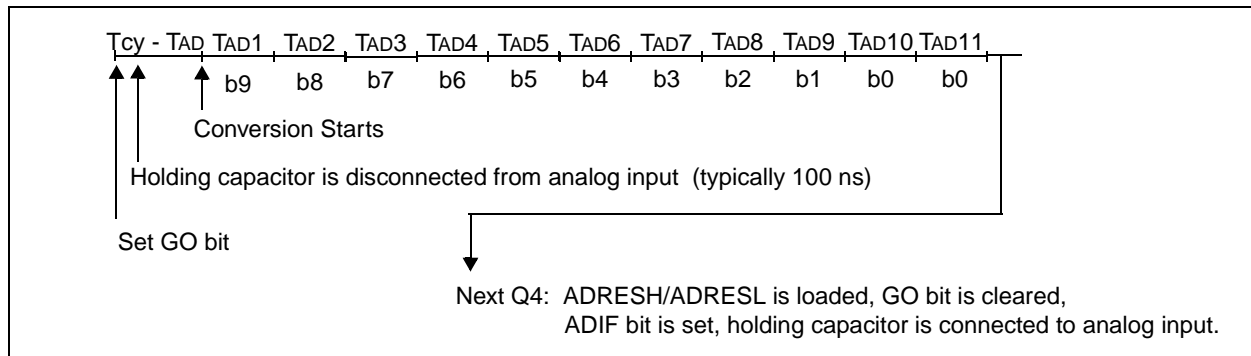 Tcy - TAD TAD1 TAD2 TAD3 TAD4 TAD5 TAD6 TAD7 TAD8 TAD9 TAD10 TAD11
b9 b8 b7 b6 b5 b4 b3 b2 b1 b0 b0
Conversion Starts
Holding capacitor is disconnected from analog input (typically 100 ns)
Set GO bit
Next Q4: ADRESH/ADRESL is loaded, GO bit is cleared,
ADIF bit is set, holding capacitor is connected to analog input.